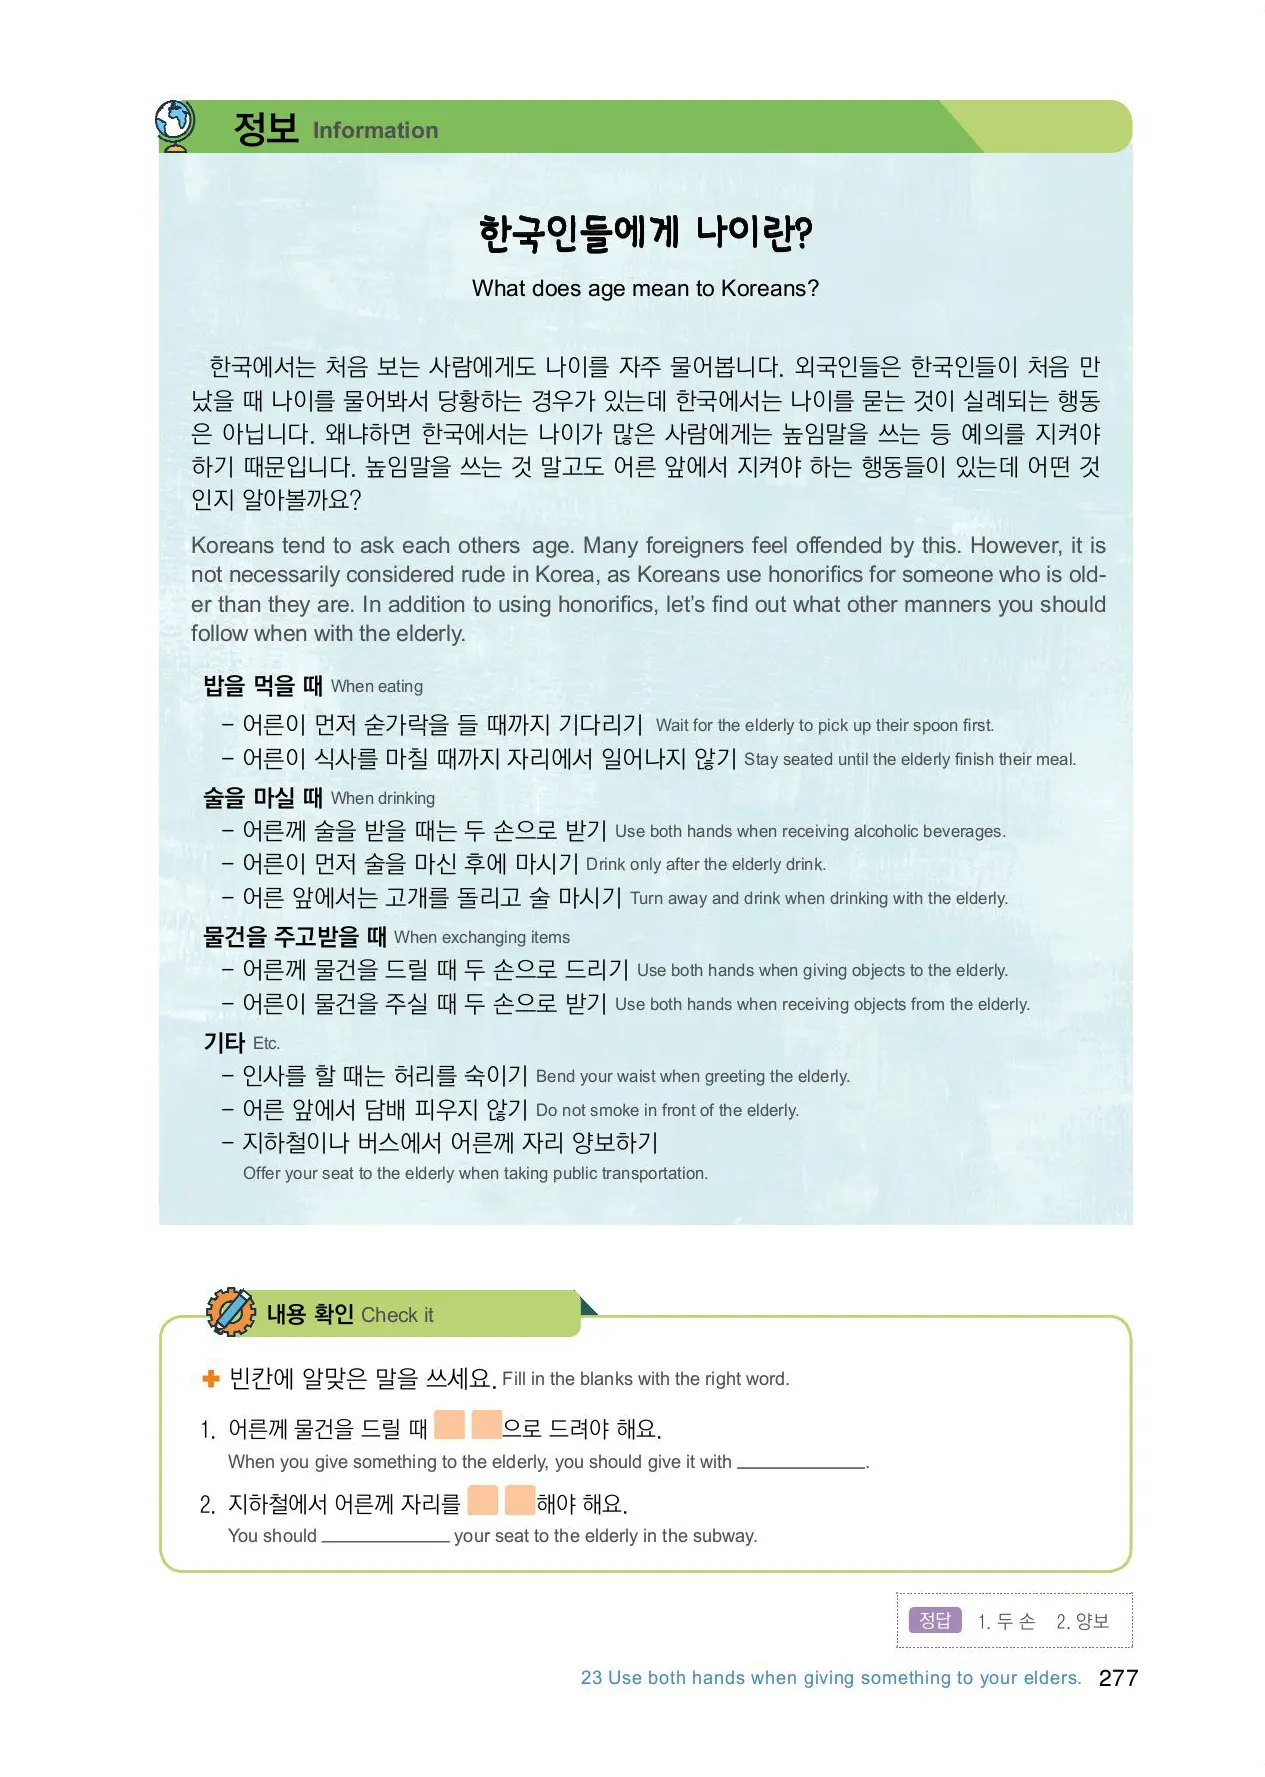 정보 Information
한국인들에게 나이란?
What does age mean to Koreans?
한국에서는 처음 보는 사람에게도 나이를 자주 물어봅니다. 외국인들은 한국인들이 처음 만
났을 때 나이를 물어봐서 당황하는 경우가 있는데 한국에서는 나이를 묻는 것이 실례되는 행동
은 아닙니다. 왜냐하면 한국에서는 나이가 많은 사람에게는 높임말을 쓰는 등 예의를 지켜야
하기 때문입니다. 높임말을 쓰는 것 말고도 어른 앞에서 지켜야 하는 행동들이 있는데 어떤 것
인지 알아볼까요?
Koreans tend to ask each others age. Many foreigners feel offended by this. However, it is
not necessarily considered rude in Korea, as Koreans use honorifics for someone who is old-
er than they are. In addition to using honorifics, let's find out what other manners you should
follow when with the elderly.
밥을 먹을 때 When eating
– 어른이 먼저 숟가락을 들 때까지 기다리기 Wait for the elderly to pick up their spoon first.
– 어른이 식사를 마칠 때까지 자리에서 일어나지 않기 Stay seated until the elderly finish their meal.
술을 마실 때 When drinking
– 어른께 술을 받을 때는 두 손으로 받기 Use both hands when receiving alcoholic beverages.
– 어른이 먼저 술을 마신 후에 마시기 Drink only after the elderly drink.
– 어른 앞에서는 고개를 돌리고 술 마시기 Turn away and drink when drinking with the elderly.
물건을 주고받을 때 When exchanging items
– 어른께 물건을 드릴 때 두 손으로 드리기 Use both hands when giving objects to the elderly.
– 어른이 물건을 주실 때 두 손으로 받기 Use both hands when receiving objects from the elderly.
기타 Etc.
– 인사를 할 때는 허리를 숙이기 Bend your waist when greeting the elderly.
– 어른 앞에서 담배 피우지 않기 Do not smoke in front of the elderly.
– 지하철이나 버스에서 어른께 자리 양보하기
Offer your seat to the elderly when taking public transportation.
내용 확인 Check it
빈칸에 알맞은 말을 쓰세요. Fill in the blanks with the right word.
1. 어른께 물건을 드릴 때 으로 드려야 해요.
When you give something to the elderly, you should give it with ____________.
2. 지하철에서 어른께 자리를 해야 해요.
You should ____________ your seat to the elderly in the subway.
정답 1. 두 손 2. 양보
23 Use both hands when giving something to your elders. 277